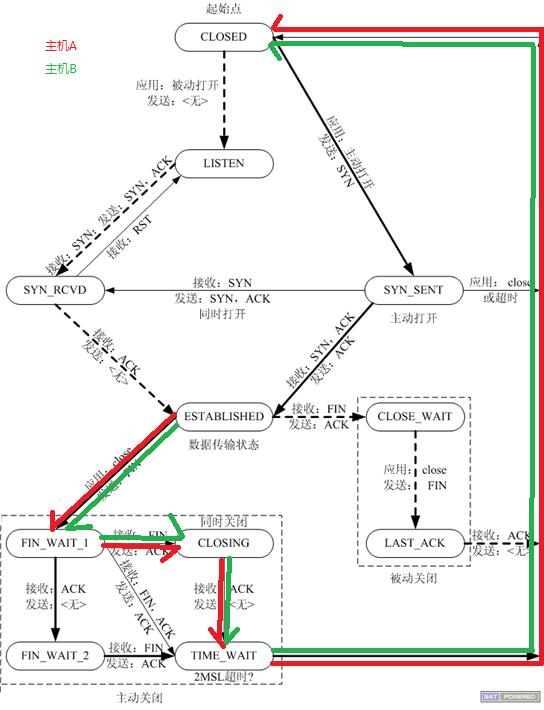 起始点
CLOSED
主机A
主机B
应用：被动打开
发送：<无>
应用：主动打开
发送：SYN
LISTEN
接收：SYN；发送：SYN，ACK
接收：RST
SYN_RCVD
接收：SYN
发送：SYN，ACK
同时打开
SYN_SENT
主动打开
应用：close
或超时
接收：ACK
发送：<无>
接收：SYN，ACK
发送：ACK
ESTABLISHED
数据传输状态
接收：FIN
发送：ACK
CLOSE_WAIT
应用：close
发送：FIN
应用：close
发送：
LAST_ACK
接收：ACK
发送：<无>
被动关闭
同时关闭
FIN_WAIT_1
接收：FIN
发送：ACK
CLOSING
接收：ACK
发送：<无>
接收：FIN，ACK
发送：ACK
接收：ACK
发送：<无>
FIN_WAIT_2
接收：FIN
发送：ACK
TIME_WAIT
2MSL超时?
主动关闭
S4T POWERED